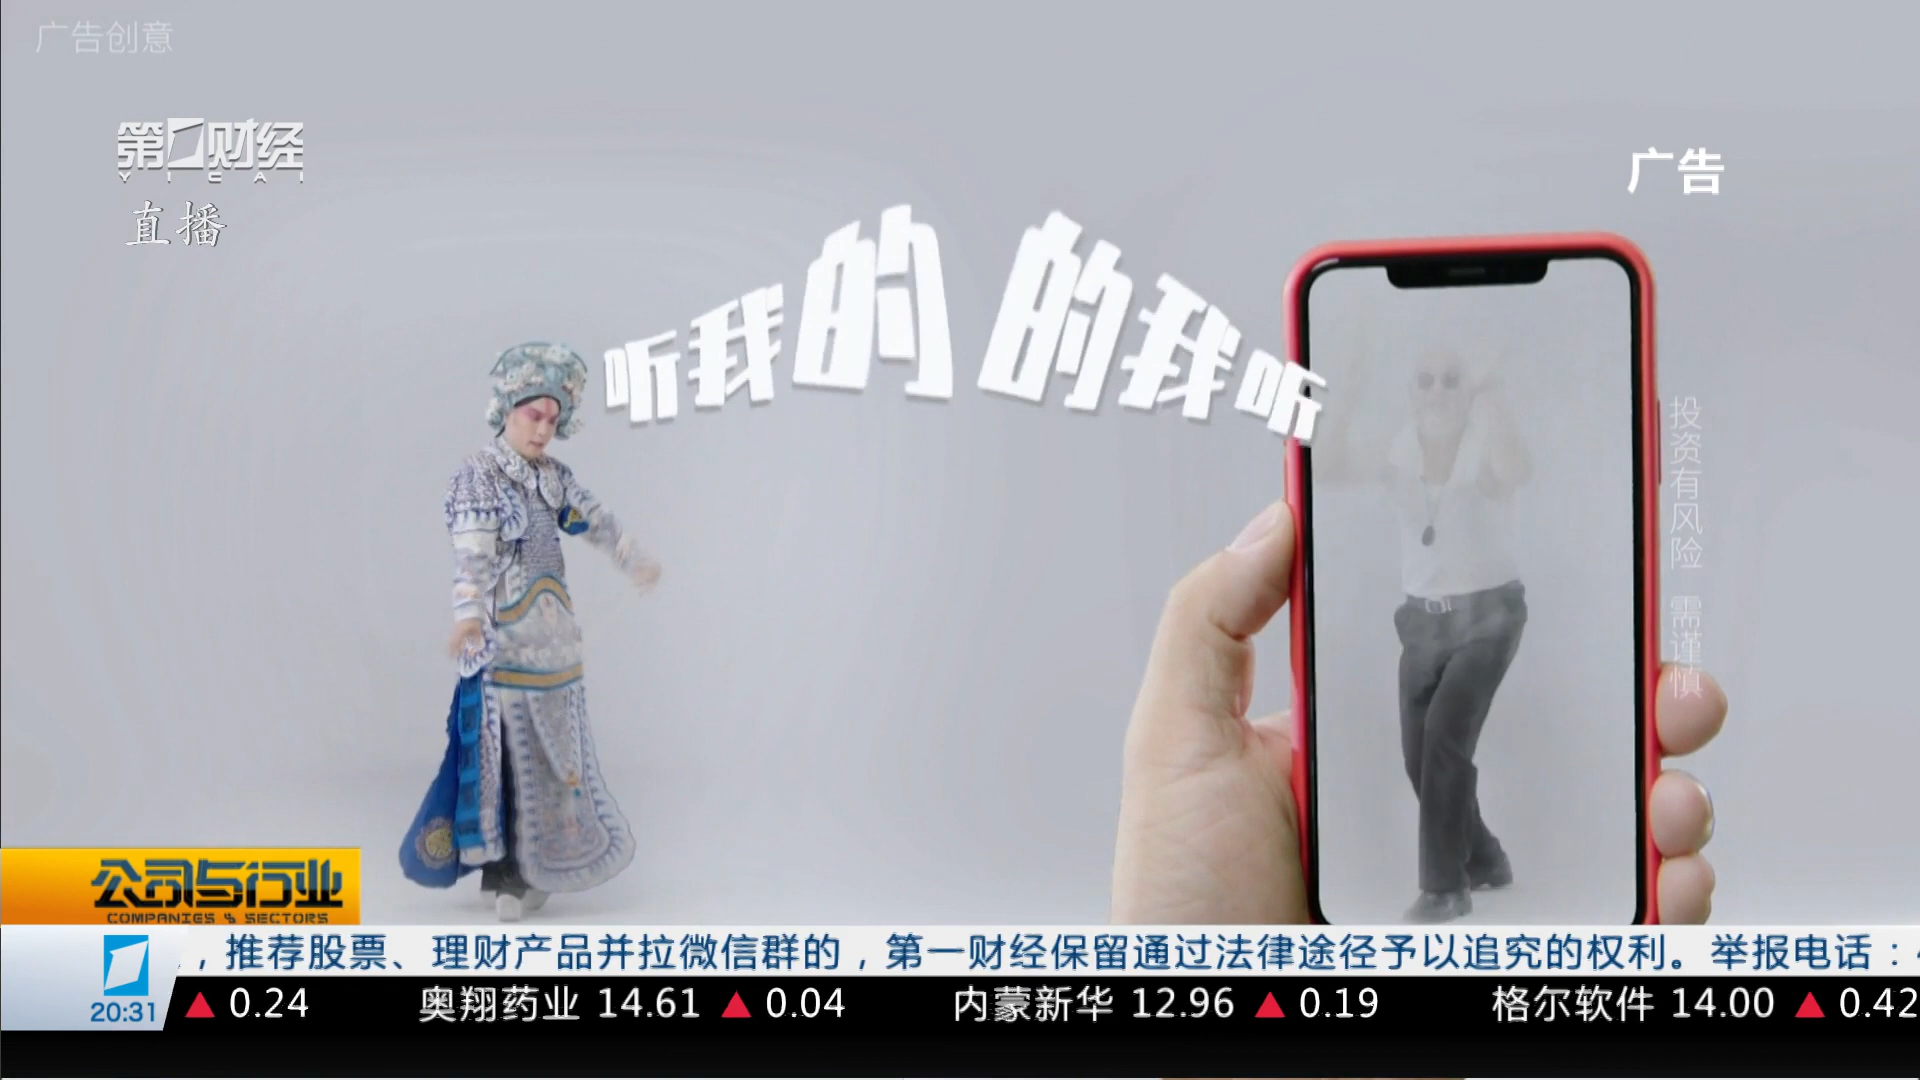 广告创意
第一财经
YICAI
直播
广告
听我的 的我听
投资有风险 需谨慎
公司与行业
COMPANIES & SECTORS
，推荐股票、理财产品并拉微信群的，第一财经保留通过法律途径予以追究的权利。举报电话：
20:31
▲ 0.24 奥翔药业 14.61 ▲ 0.04 内蒙新华 12.96 ▲ 0.19 格尔软件 14.00 ▲ 0.42